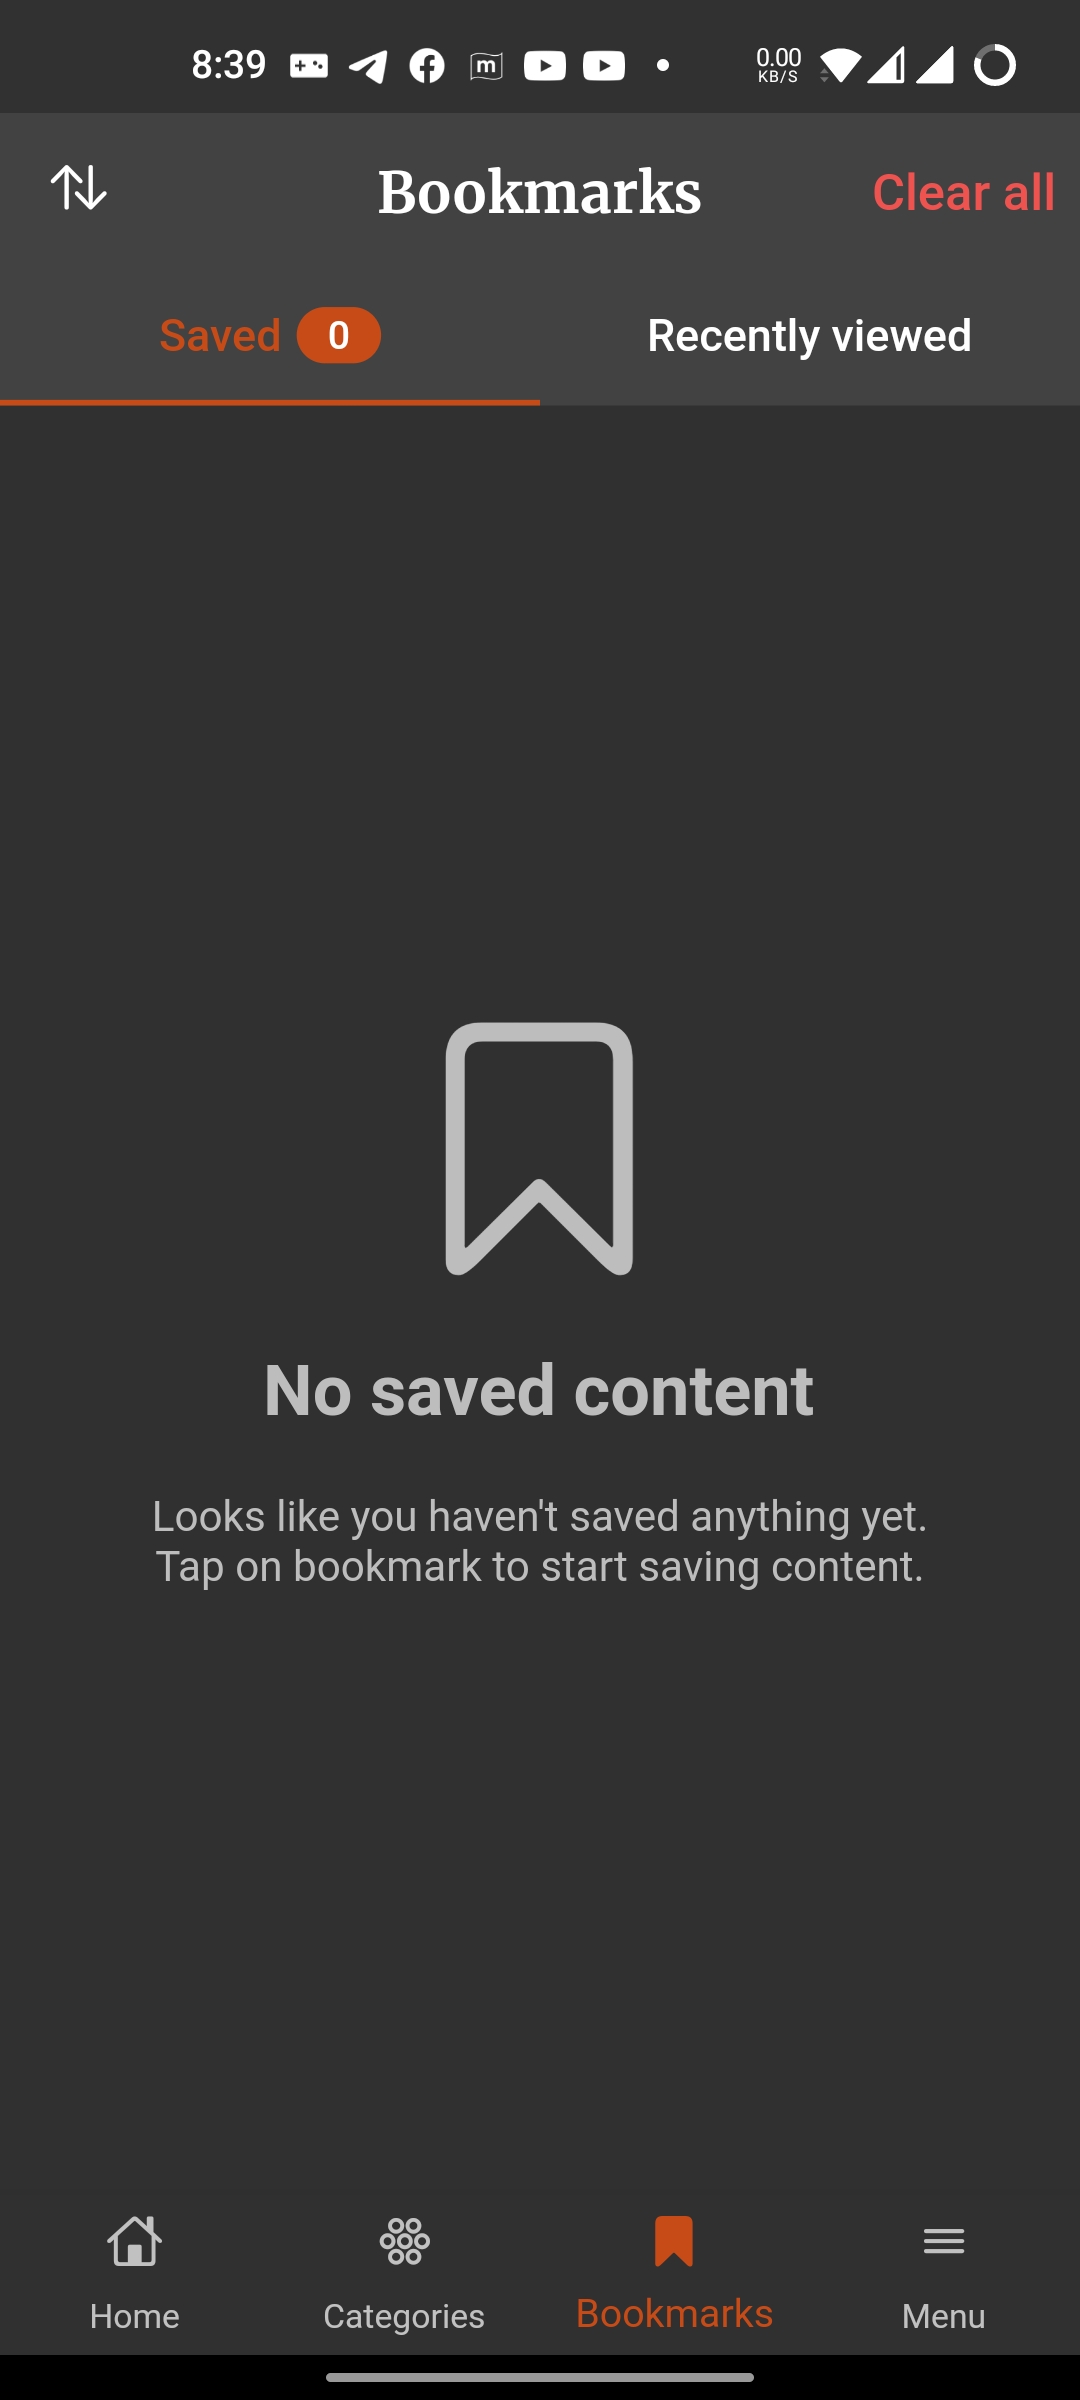 8:39
m
0.00
KB/S
Bookmarks
Clear all
Saved 0
Recently viewed
No saved content
Looks like you haven't saved anything yet.
Tap on bookmark to start saving content.
Home
Categories
Bookmarks
Menu